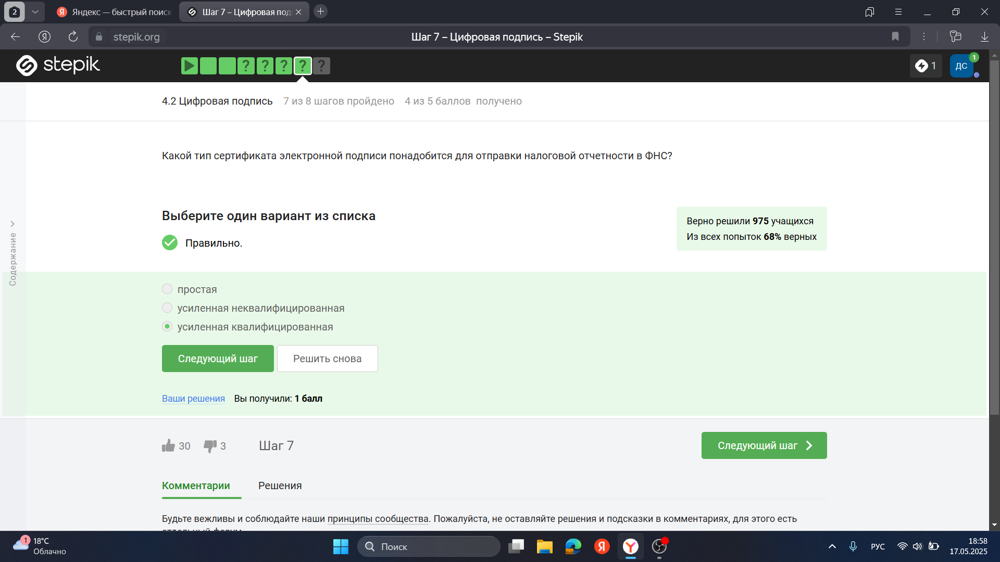 2
Яндекс — быстрый поиск
Шаг 7 – Цифровая под
stepik.org
Шаг 7 – Цифровая подпись – Stepik
stepik
? ? ? ? ?
1
ДС
1
4.2 Цифровая подпись 7 из 8 шагов пройдено 4 из 5 баллов получено
Какой тип сертификата электронной подписи понадобится для отправки налоговой отчетности в ФНС?
Содержание
Выберите один вариант из списка
Правильно.
Верно решили 975 учащихся
Из всех попыток 68% верных
простая
усиленная неквалифицированная
усиленная квалифицированная
Следующий шаг
Решить снова
Ваши решения Вы получили: 1 балл
30 3 Шаг 7
Следующий шаг
Комментарии Решения
Будьте вежливы и соблюдайте наши принципы сообщества. Пожалуйста, не оставляйте решения и подсказки в комментариях, для этого есть
отдельный форум.
1
18°C
Облачно
Поиск
РУС
18:58
17.05.2025